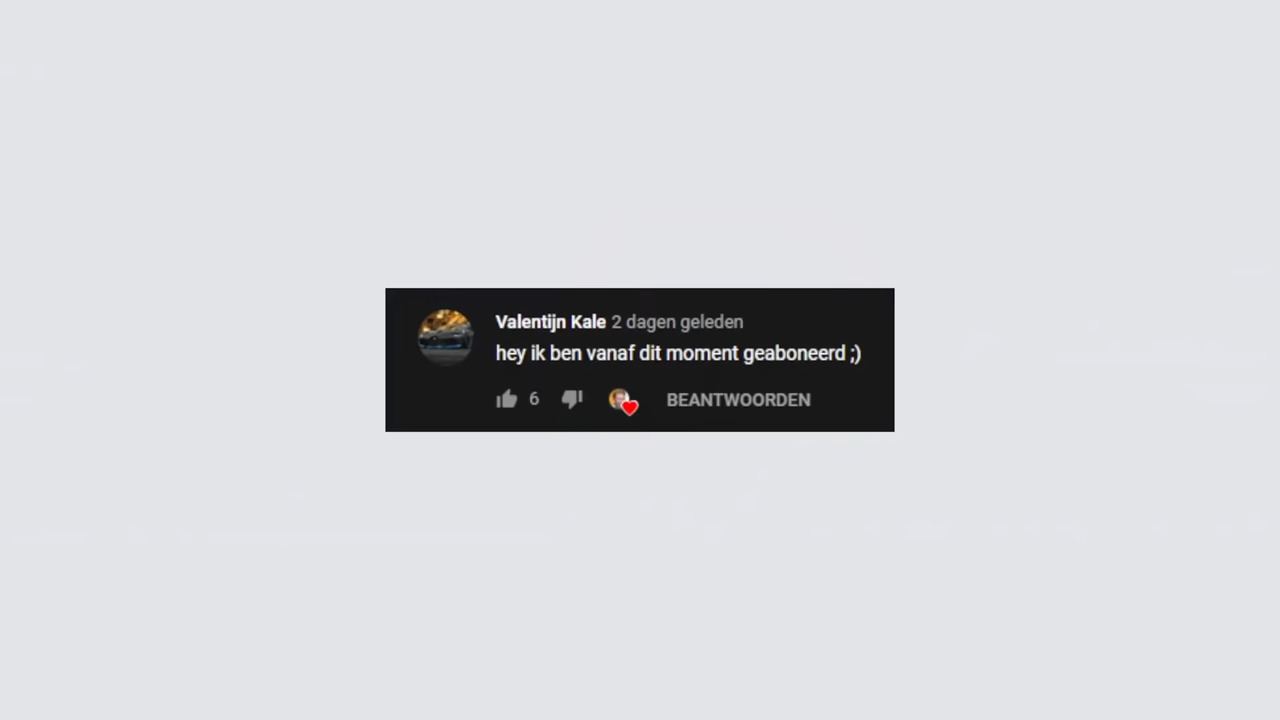 Valentijn Kale 2 dagen geleden
hey ik ben vanaf dit moment geaboneerd ;)
6 BEANTWOORDEN